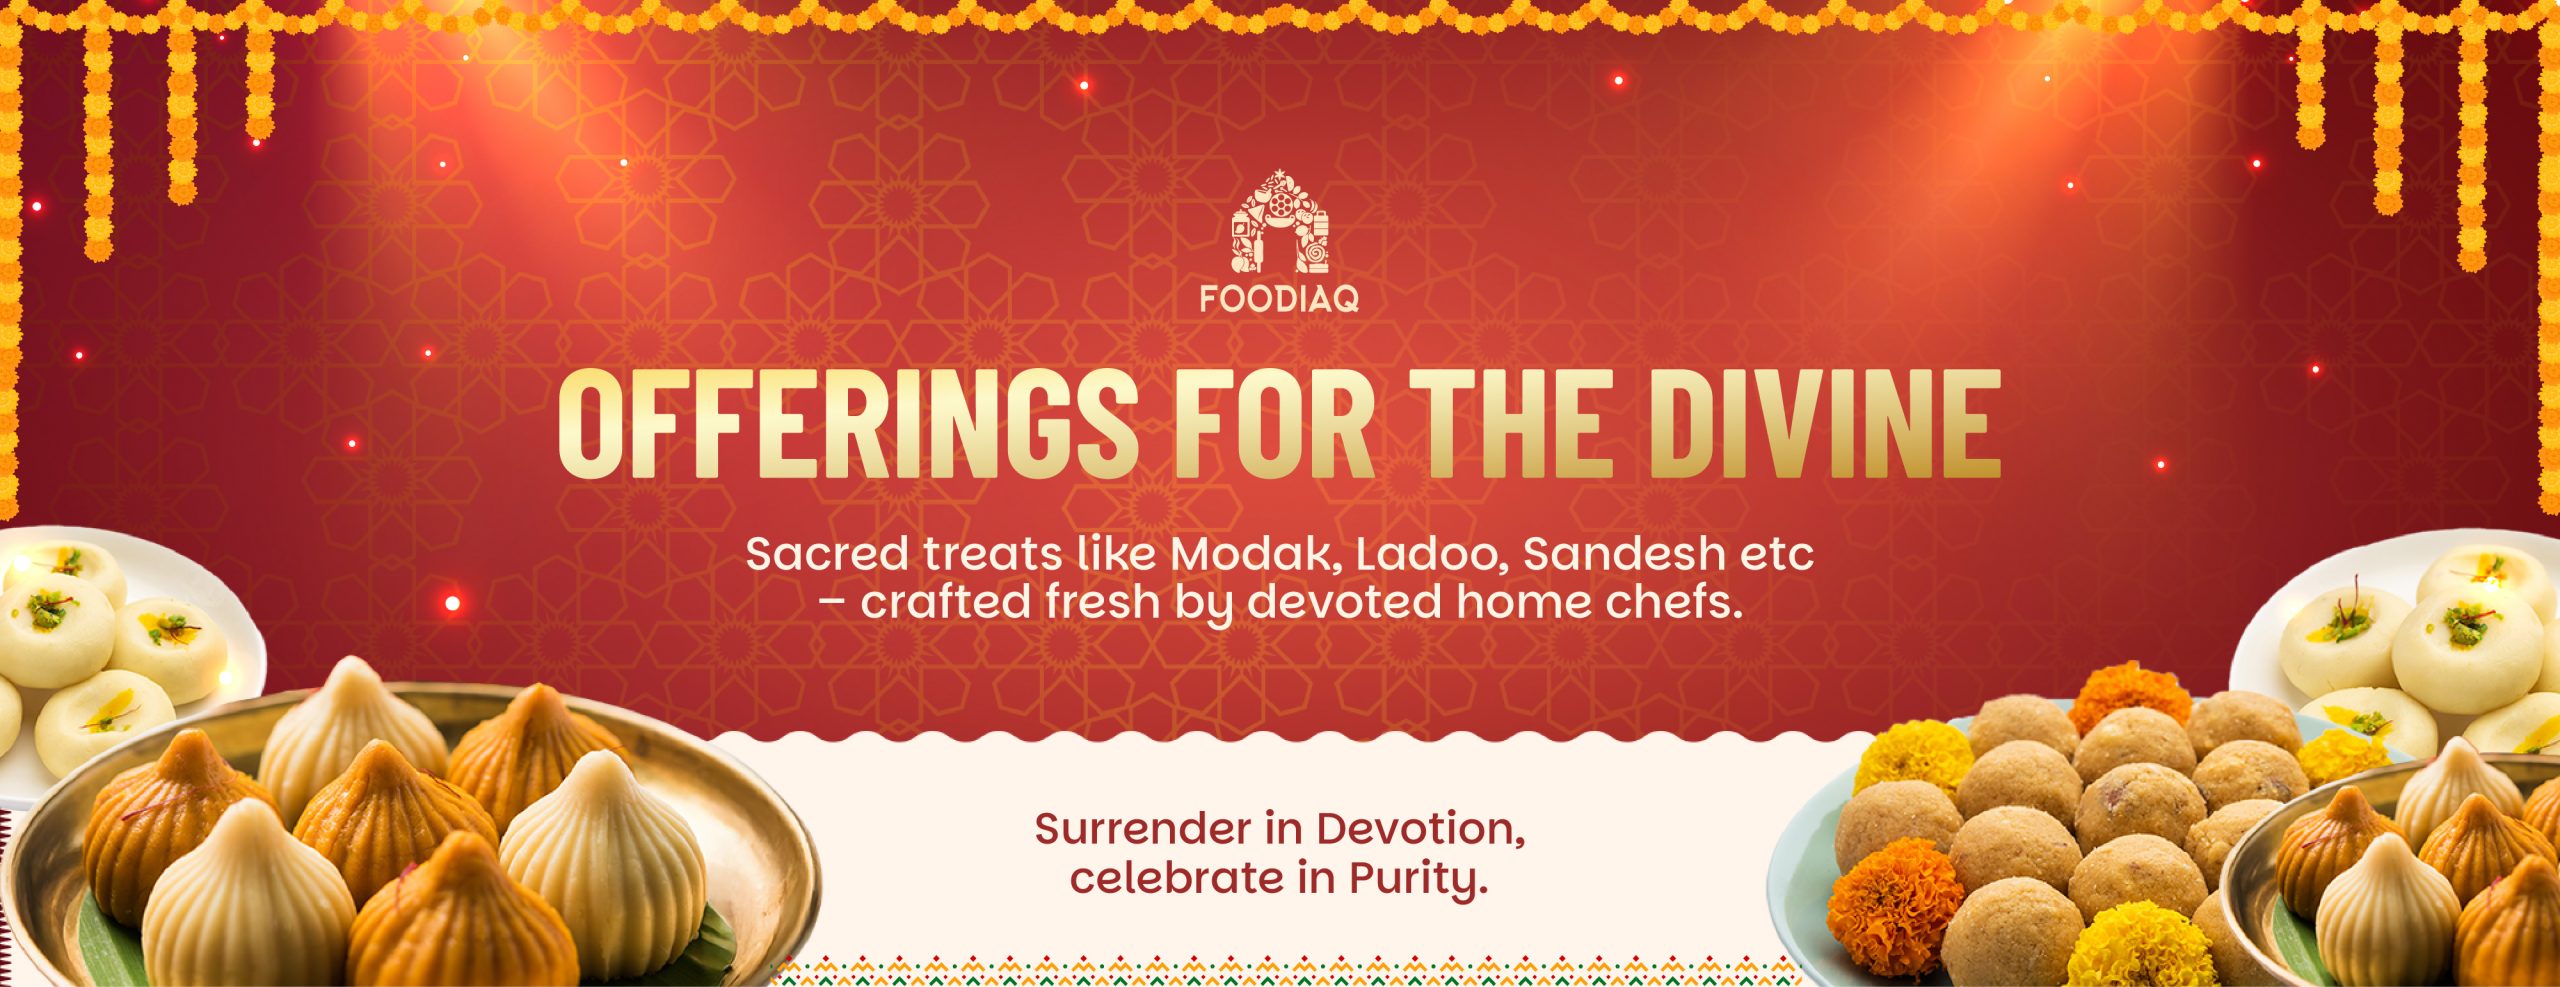 FOODIAQ
OFFERINGS FOR THE DIVINE
Sacred treats like Modak, Ladoo, Sandesh etc
– crafted fresh by devoted home chefs.
Surrender in Devotion,
celebrate in Purity.